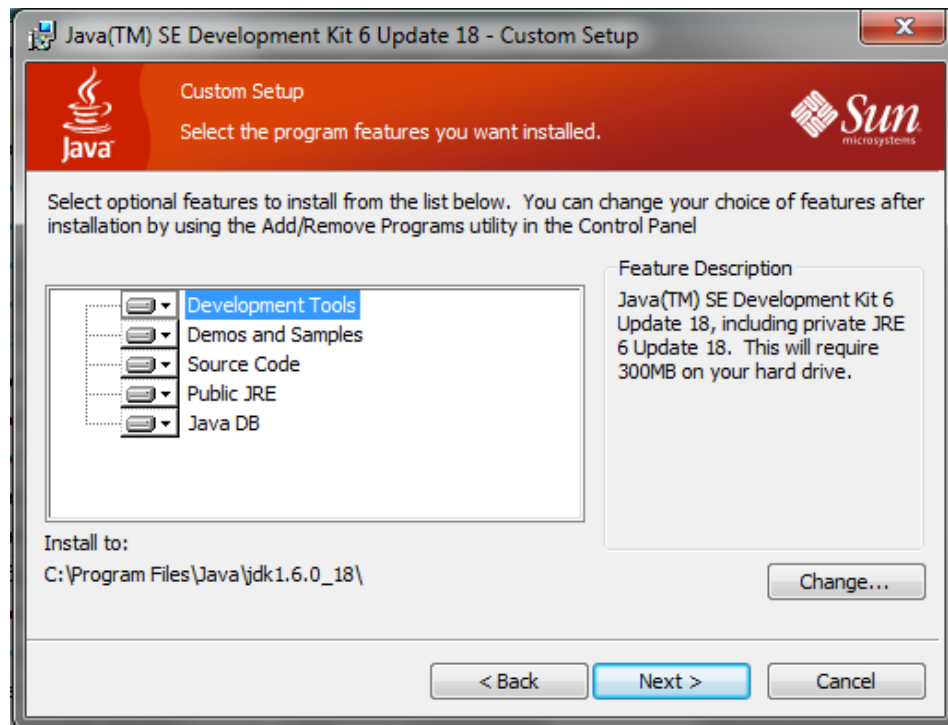 Java(TM) SE Development Kit 6 Update 18 - Custom Setup
Java
Custom Setup
Select the program features you want installed.
Sun
microsystems
Select optional features to install from the list below.  You can change your choice of features after
installation by using the Add/Remove Programs utility in the Control Panel
Development Tools
Demos and Samples
Source Code
Public JRE
Java DB
Feature Description
Java(TM) SE Development Kit 6
Update 18, including private JRE
6 Update 18.  This will require
300MB on your hard drive.
Install to:
C:\Program Files\Java\jdk1.6.0_18\
Change...
< Back
Next >
Cancel